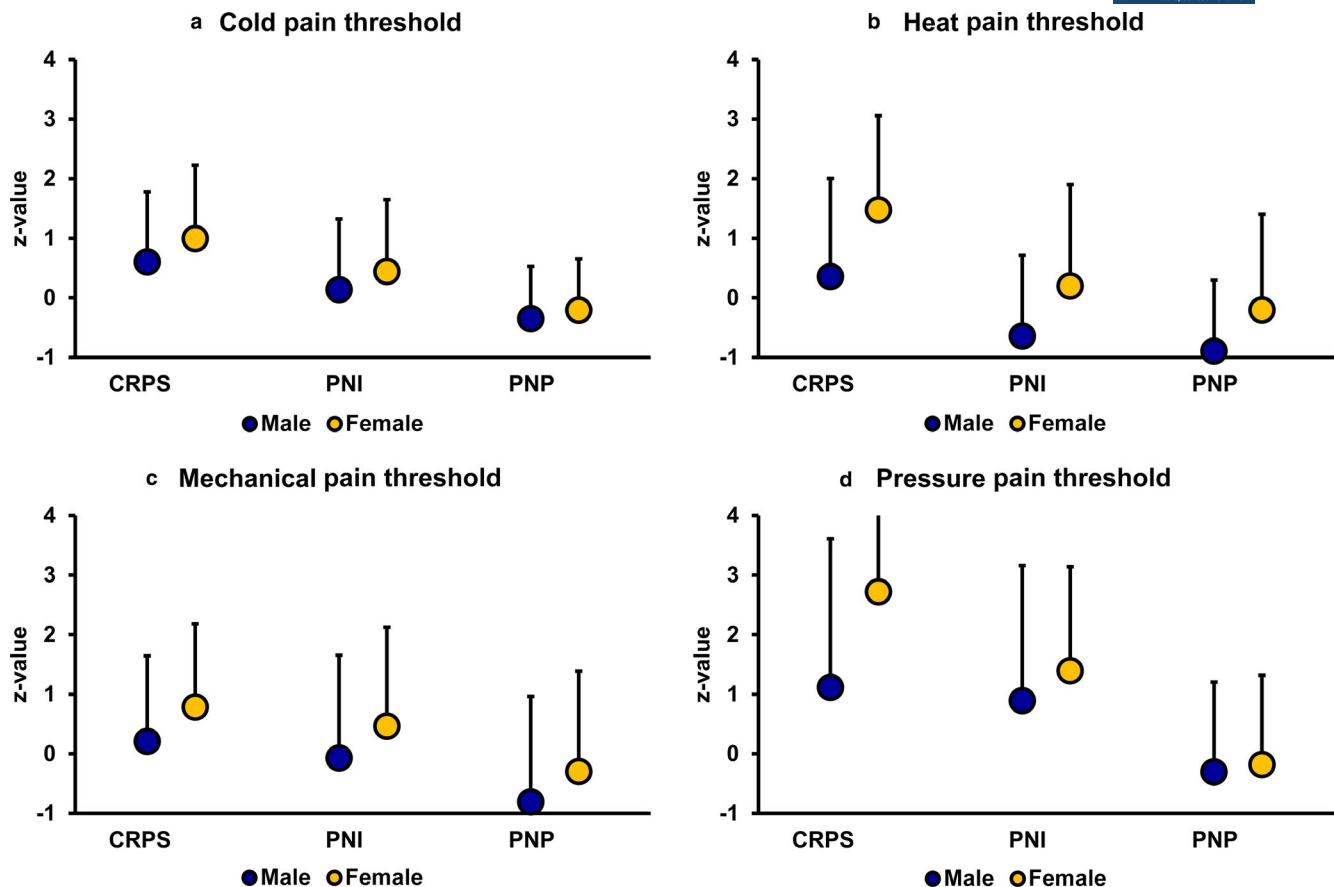 a Cold pain threshold
4
3
2
1
0
-1
z-value
CRPS PNI PNP
Male Female
b Heat pain threshold
4
3
2
1
0
-1
z-value
CRPS PNI PNP
Male Female
c Mechanical pain threshold
4
3
2
1
0
-1
z-value
CRPS PNI PNP
Male Female
d Pressure pain threshold
4
3
2
1
0
-1
z-value
CRPS PNI PNP
Male Female